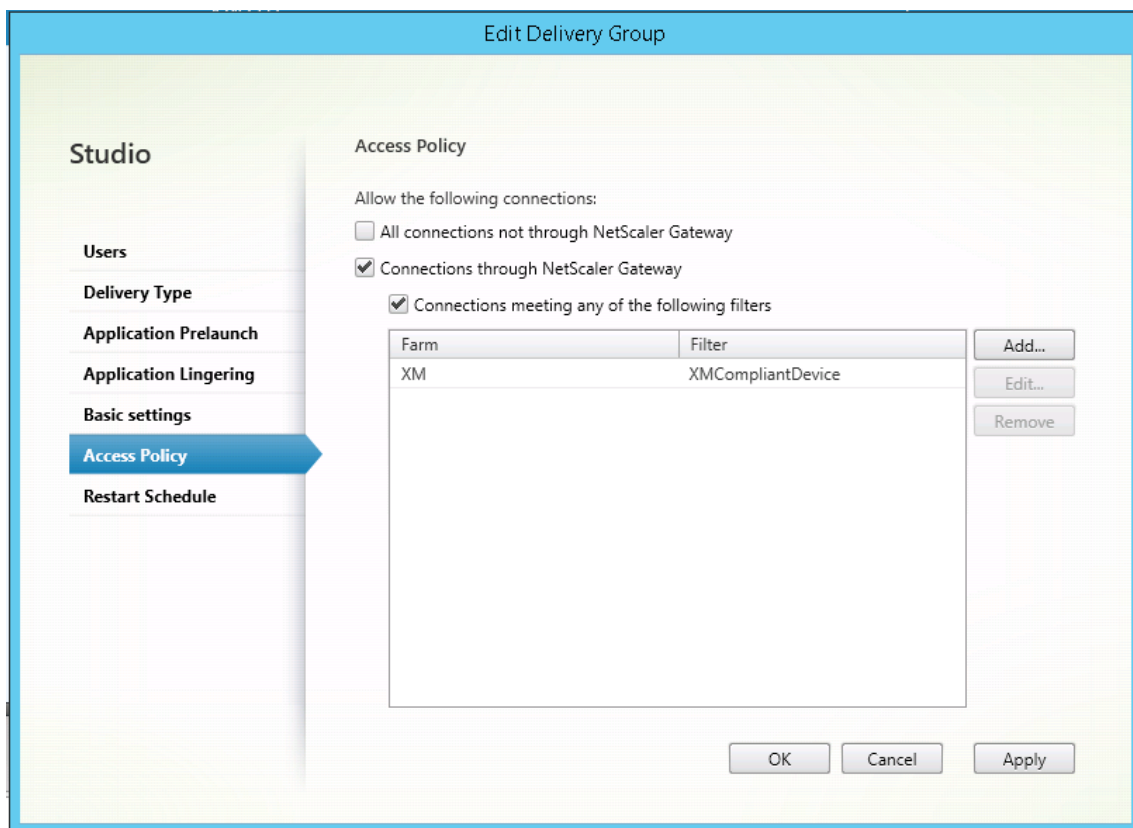 Edit Delivery Group
Studio
Users
Delivery Type
Application Prelaunch
Application Lingering
Basic settings
Access Policy
Restart Schedule
Access Policy
Allow the following connections:
All connections not through NetScaler Gateway
Connections through NetScaler Gateway
Connections meeting any of the following filters
Farm Filter
XM XMCompliantDevice
Add...
Edit...
Remove
OK Cancel Apply